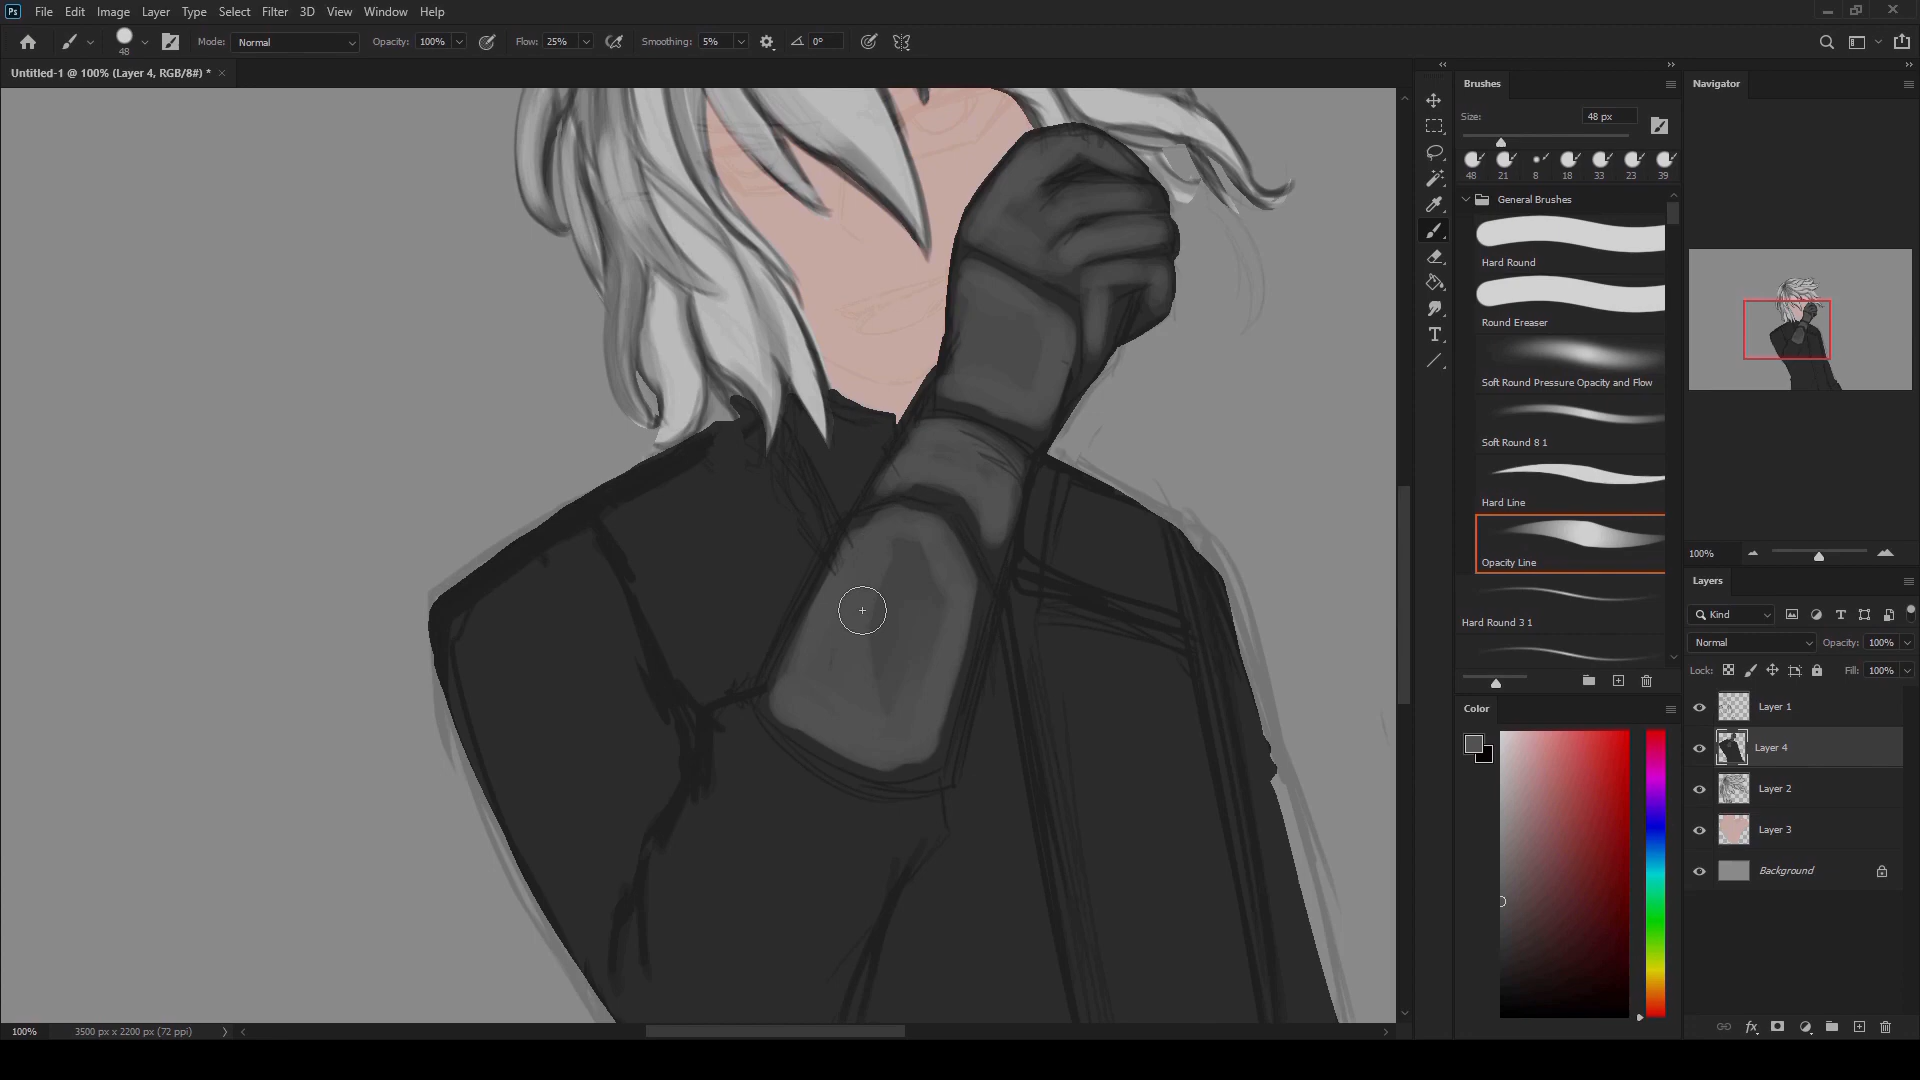 Ps File Edit Image Layer Type Select Filter 3D View Window Help
48 Mode: Normal Opacity: 100% Flow: 25% Smoothing: 5% 0°
Untitled-1 @ 100% (Layer 4, RGB/8#) *
Brushes
Size: 48 px
48 21 8 18 33 23 39
General Brushes
Hard Round
Round Ereaser
Soft Round Pressure Opacity and Flow
Soft Round 8 1
Hard Line
Opacity Line
Hard Round 3 1
Color
Navigator
100%
Layers
Kind
Normal Opacity: 100%
Lock: Fill: 100%
Layer 1
Layer 4
Layer 2
Layer 3
Background
fx
100% 3500 px x 2200 px (72 ppi)